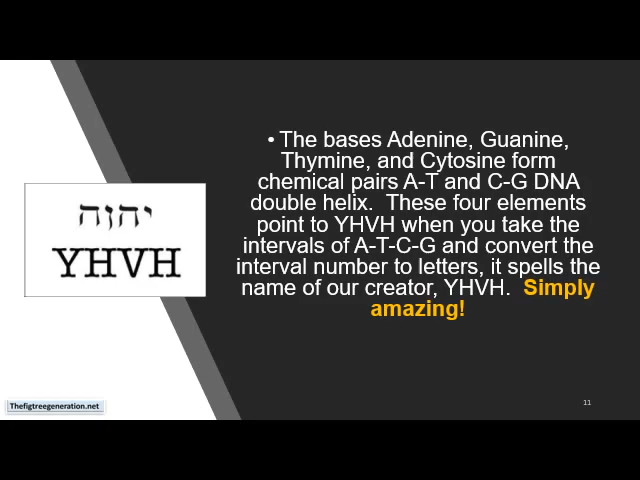 • The bases Adenine, Guanine,
Thymine, and Cytosine form
chemical pairs A-T and C-G DNA
double helix.  These four elements
point to YHVH when you take the
intervals of A-T-C-G and convert the
interval number to letters, it spells the
name of our creator, YHVH.  Simply
amazing!
יהוה
YHVH
Thefigtreegeneration.net
11